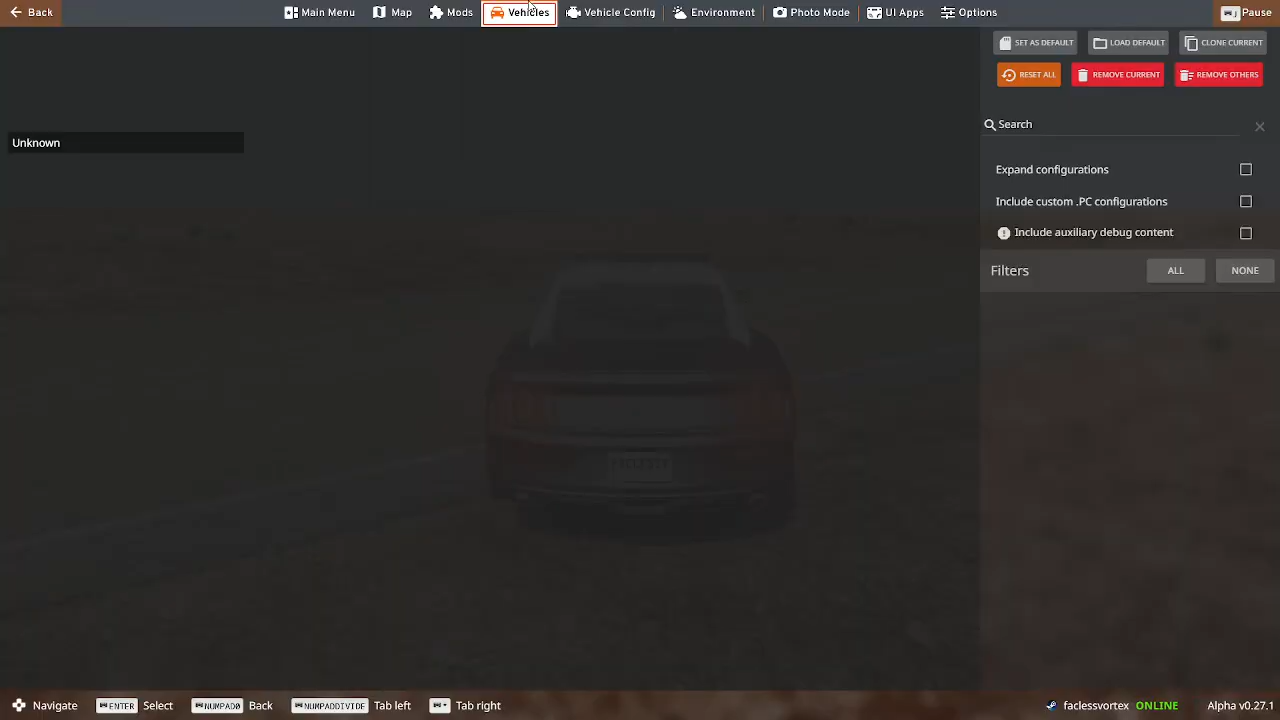 Back
Main Menu
Map
Mods
Vehicles
Vehicle Config
Environment
Photo Mode
UI Apps
Options
J
Pause
SET AS DEFAULT
LOAD DEFAULT
CLONE CURRENT
RESET ALL
REMOVE CURRENT
REMOVE OTHERS
Search
Unknown
Expand configurations
Include custom .PC configurations
Include auxiliary debug content
Filters
ALL
NONE
Navigate
ENTER Select
NUMPAD0 Back
NUMPADDIVIDE Tab left
Tab right
feclessvortex ONLINE
Alpha v0.27.1